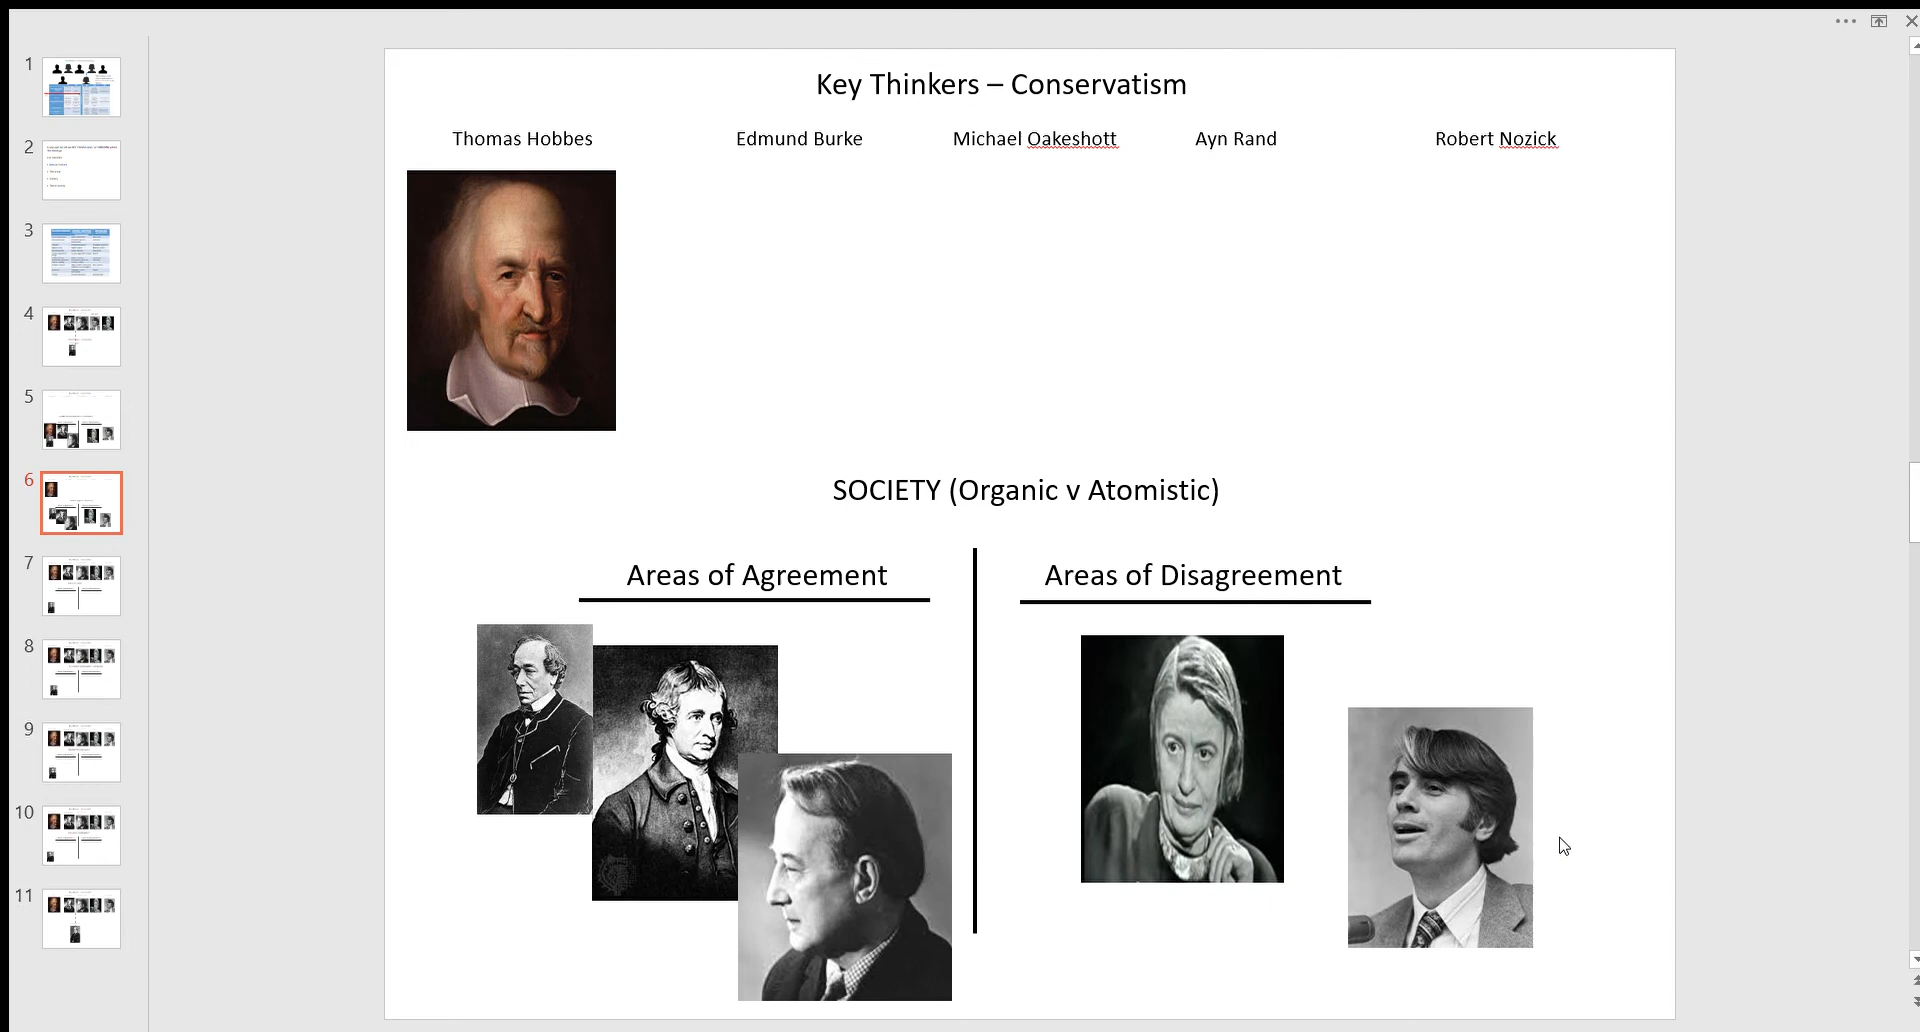 Key Thinkers – Conservatism
Thomas Hobbes
Edmund Burke
Michael Oakeshott
Ayn Rand
Robert Nozick
SOCIETY (Organic v Atomistic)
Areas of Agreement
Areas of Disagreement
1
2
3
4
5
6
7
8
9
10
11